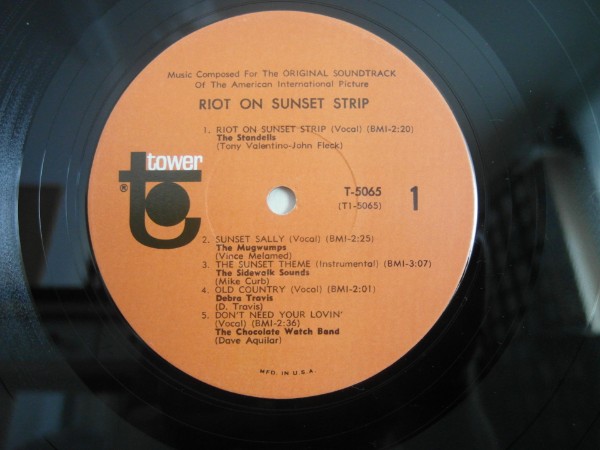 Music Composed For The ORIGINAL SOUNDTRACK
Of The American International Picture
RIOT ON SUNSET STRIP
1. RIOT ON SUNSET STRIP (Vocal) (BMI-2:20)
The Standells
(Tony Valentino-John Fleck)
tower
t
®
T-5065
(T1-5065)
1
2. SUNSET SALLY (Vocal) (BMI-2:25)
The Mugwumps
(Vince Melamed)
3. THE SUNSET THEME (Instrumental) (BMI-3:07)
The Sidewalk Sounds
(Mike Curb)
4. OLD COUNTRY (Vocal) (BMI-2:01)
Debra Travis
(D. Travis)
5. DON'T NEED YOUR LOVIN'
(Vocal) (BMI-2:36)
The Chocolate Watch Band
(Dave Aguilar)
MFD. IN U.S.A.